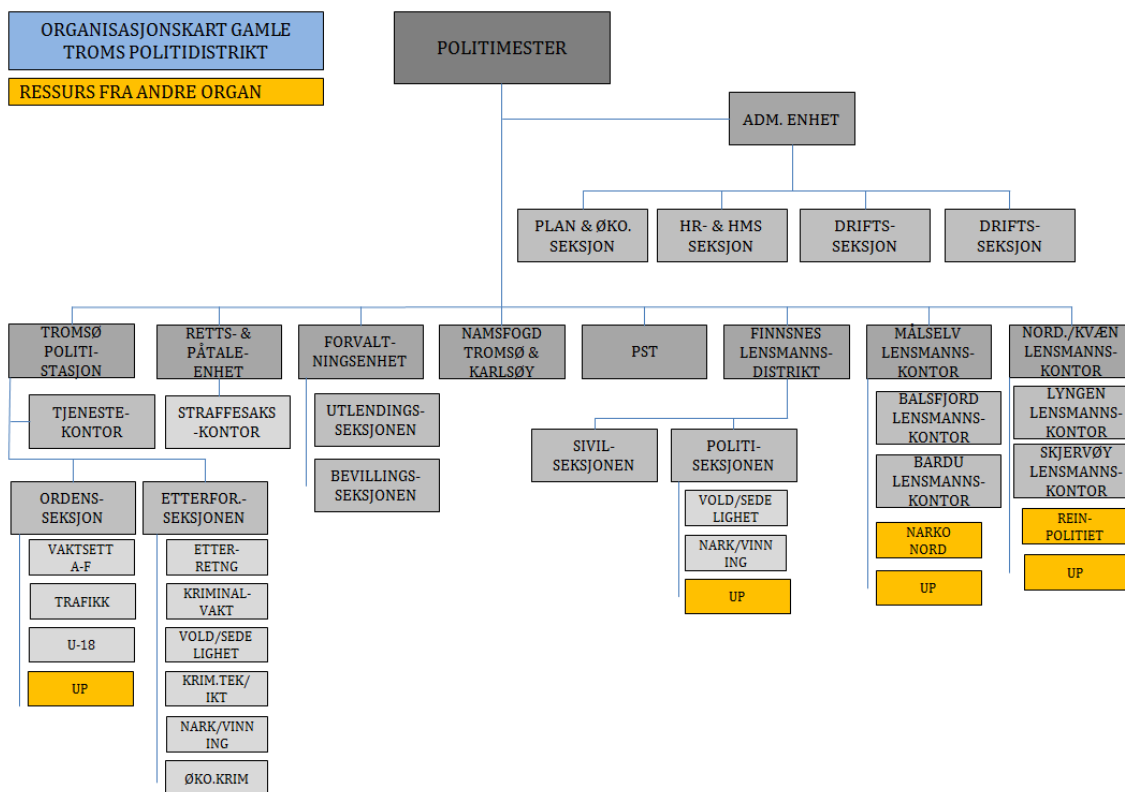 ORGANISASJONSKART GAMLE
TROMS POLITIDISTRIKT
RESSURS FRA ANDRE ORGAN
POLITIMESTER
ADM. ENHET
PLAN & ØKO.
SEKSJON
HR- & HMS
SEKSJON
DRIFTS-
SEKSJON
DRIFTS-
SEKSJON
TROMSØ
POLITI-
STASJON
RETTS- &
PÅTALE-
ENHET
FORVALT-
NINGSENHET
NAMSFOGD
TROMSØ &
KARLSØY
PST
FINNSNES
LENSMANNS-
DISTRIKT
MÅLSELV
LENSMANNS-
KONTOR
NORD./KVÆN
LENSMANNS-
KONTOR
TJENESTE-
KONTOR
STRAFFESAKS
-KONTOR
UTLENDINGS-
SEKSJONEN
BEVILLINGS-
SEKSJONEN
SIVIL-
SEKSJONEN
POLITI-
SEKSJONEN
BALSFJORD
LENSMANNS-
KONTOR
BARDU
LENSMANNS-
KONTOR
LYNGEN
LENSMANNS-
KONTOR
SKJERVØY
LENSMANNS-
KONTOR
ORDENS-
SEKSJON
ETTERFOR.-
SEKSJONEN
VAKTSETT
A-F
TRAFIKK
U-18
UP
ETTER-
RETNG
KRIMINAL-
VAKT
VOLD/SEDE
LIGHET
KRIM.TEK/
IKT
NARK/VINN
ING
ØKO.KRIM
VOLD/SEDE
LIGHET
NARK/VINN
ING
UP
NARKO
NORD
UP
REIN-
POLITIET
UP